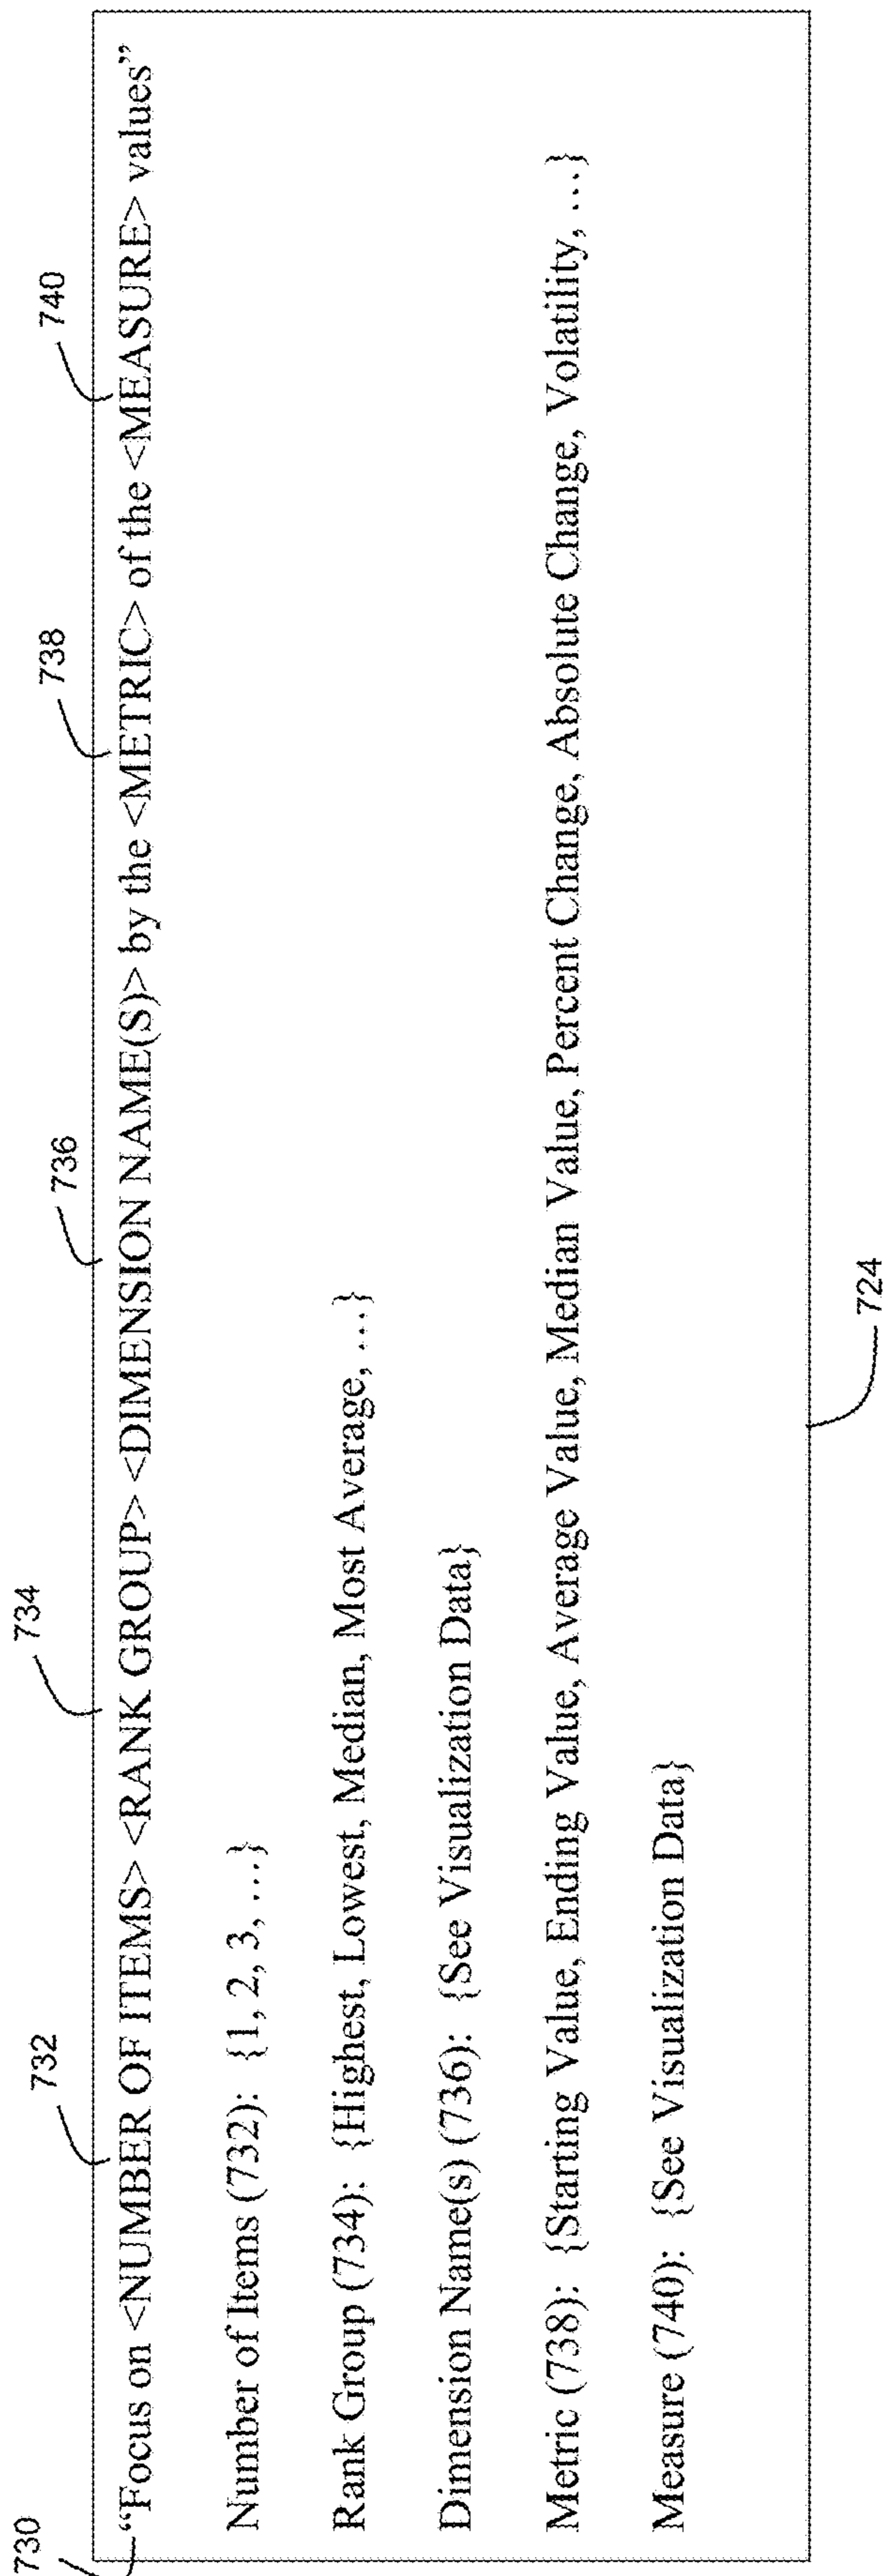 730
732
734
736
738
740
“Focus on <NUMBER OF ITEMS> <RANK GROUP> <DIMENSION NAME(S)> by the <METRIC> of the <MEASURE> values”
Number of Items (732): {1, 2, 3, …}
Rank Group (734): {Highest, Lowest, Median, Most Average, …}
Dimension Name(s) (736): {See Visualization Data}
Metric (738): {Starting Value, Ending Value, Average Value, Median Value, Percent Change, Absolute Change, Volatility, …}
Measure (740): {See Visualization Data}
724